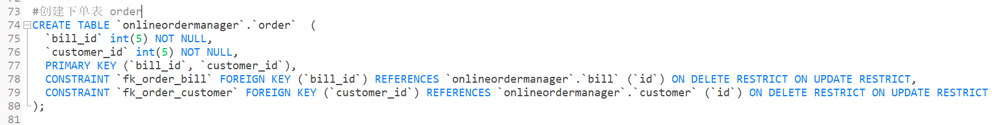 73 #创建下单表 order
74 CREATE TABLE `onlineordermanager`.`order`  (
75   `bill_id` int(5) NOT NULL,
76   `customer_id` int(5) NOT NULL,
77   PRIMARY KEY (`bill_id`, `customer_id`),
78   CONSTRAINT `fk_order_bill` FOREIGN KEY (`bill_id`) REFERENCES `onlineordermanager`.`bill` (`id`) ON DELETE RESTRICT ON UPDATE RESTRICT,
79   CONSTRAINT `fk_order_customer` FOREIGN KEY (`customer_id`) REFERENCES `onlineordermanager`.`customer` (`id`) ON DELETE RESTRICT ON UPDATE RESTRICT
80 );
81